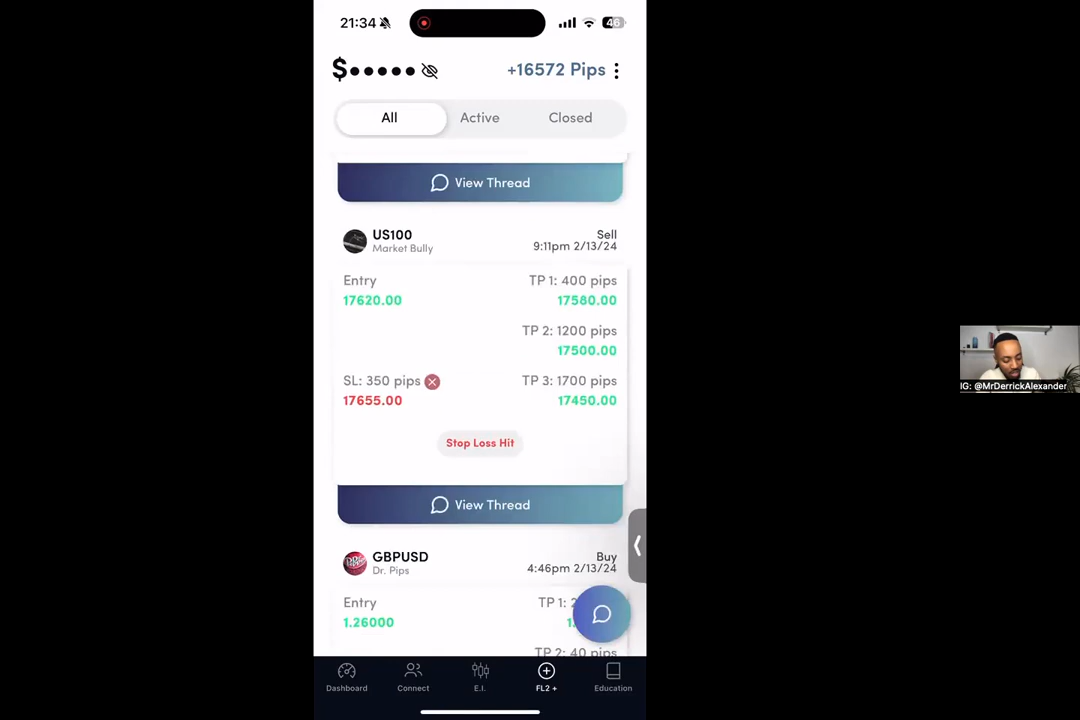 21:34
46
$●●●●●
+16572 Pips
All
Active
Closed
View Thread
US100
Sell
Market Bully
9:11pm 2/13/24
Entry
TP 1: 400 pips
17620.00
17580.00
TP 2: 1200 pips
17500.00
SL: 350 pips
TP 3: 1700 pips
17655.00
17450.00
Stop Loss Hit
View Thread
GBPUSD
Buy
Dr. Pips
4:46pm 2/13/24
Entry
TP 1: 2
1.26000
1.
TP 2: 40 pips
Dashboard
Connect
E.I.
FL2 +
Education
IG: @MrDerrickAlexander